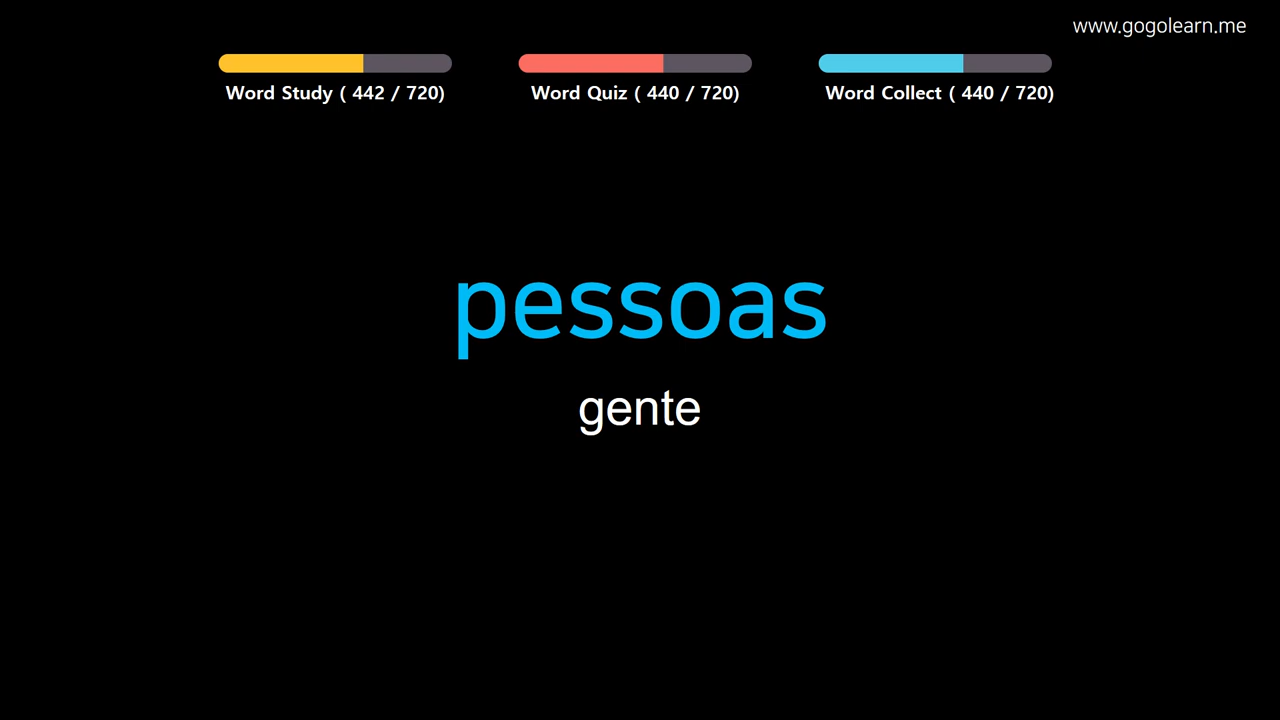 www.gogolearn.me
Word Study ( 442 / 720)
Word Quiz ( 440 / 720)
Word Collect ( 440 / 720)
pessoas
gente